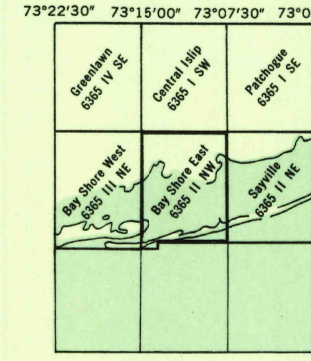 73°22'30" 73°15'00" 73°07'30" 73°0
Greenlawn
6365 IV SE
Central Islip
6365 I SW
Patchogue
6365 I SE
Bay Shore West
6365 III NE
Bay Shore East
6365 II NW
Sayville
6365 II NE